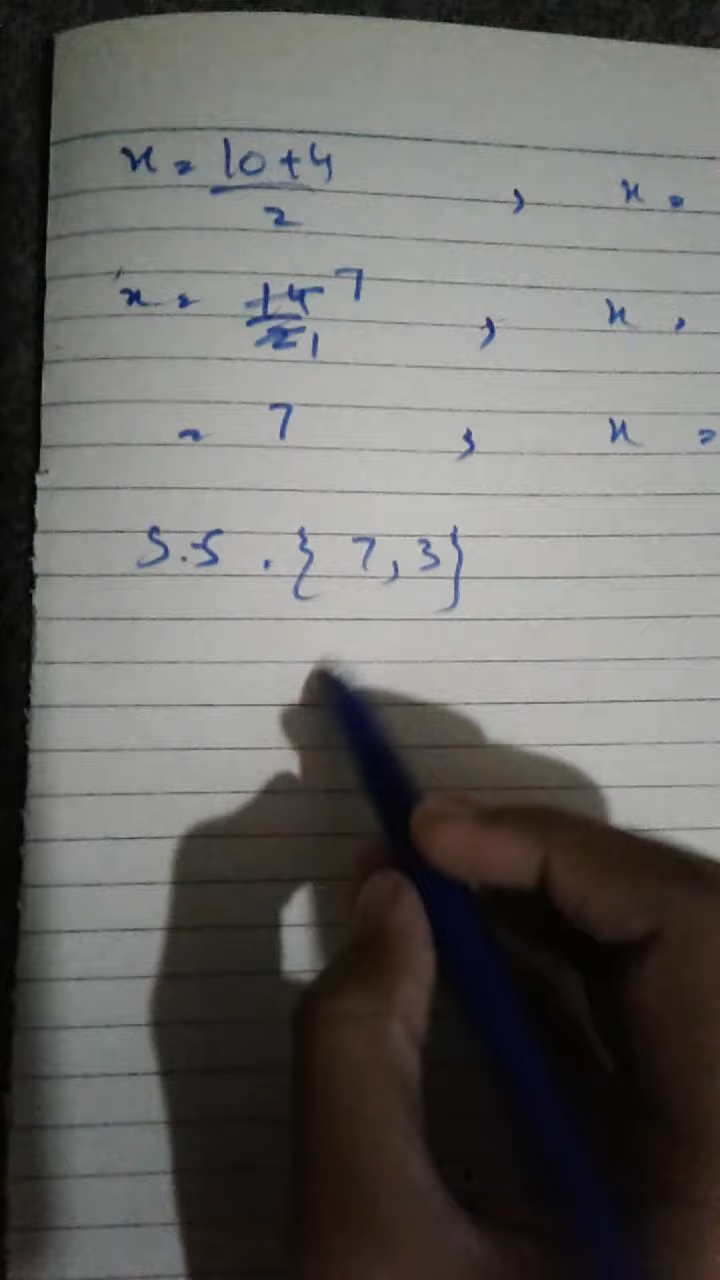 x = 10+4/2 , x =
x = 14/2 7 1 , x =
= 7 , x =
S.S . { 7, 3}